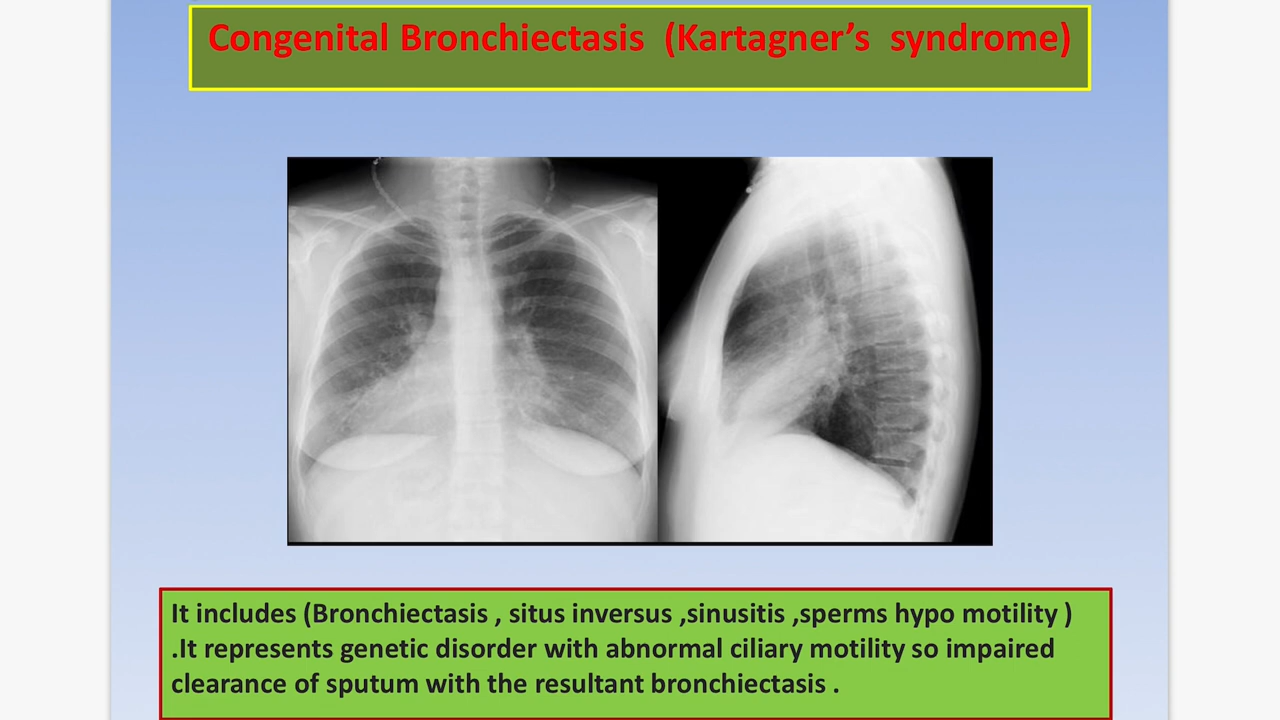 Congenital Bronchiectasis (Kartagner’s syndrome)
It includes (Bronchiectasis , situs inversus ,sinusitis ,sperms hypo motility )
.It represents genetic disorder with abnormal ciliary motility so impaired
clearance of sputum with the resultant bronchiectasis .